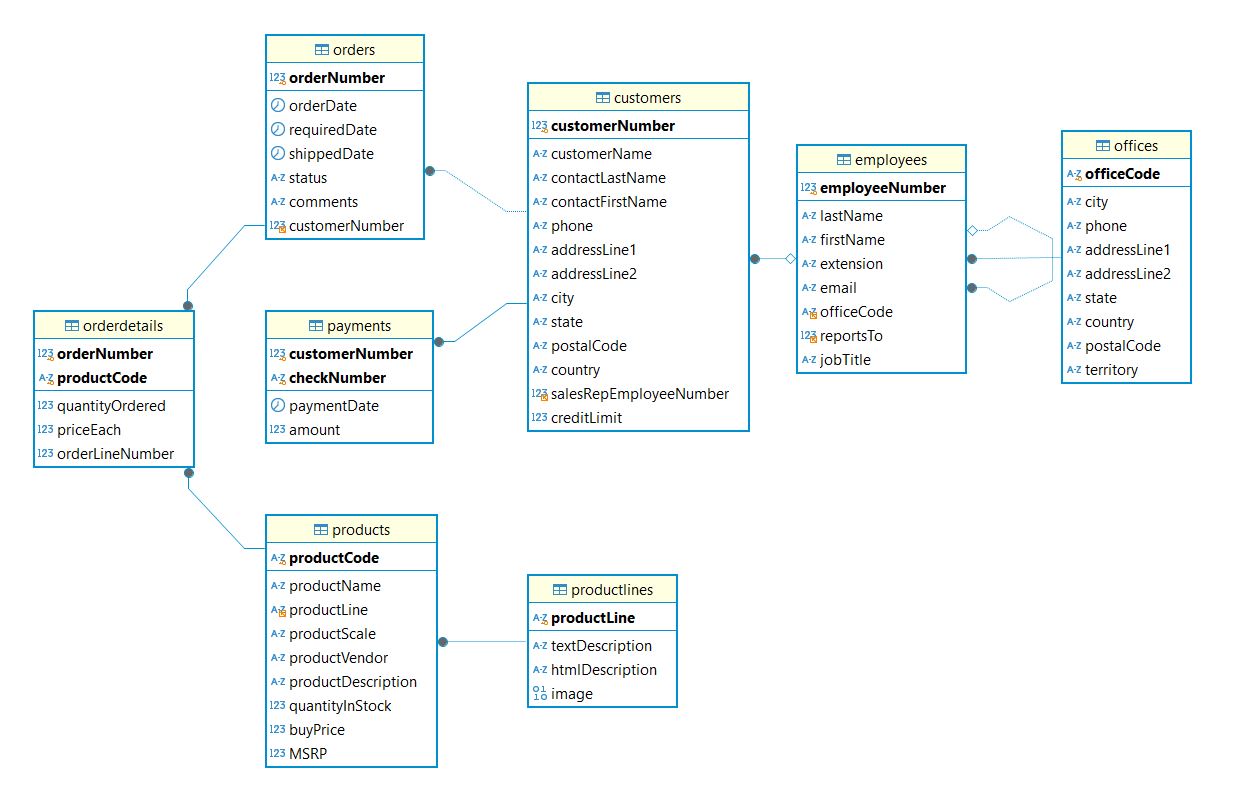 orders
123 orderNumber
orderDate
requiredDate
shippedDate
A-Z status
A-Z comments
123 customerNumber
customers
123 customerNumber
A-Z customerName
A-Z contactLastName
A-Z contactFirstName
A-Z phone
A-Z addressLine1
A-Z addressLine2
A-Z city
A-Z state
A-Z postalCode
A-Z country
123 salesRepEmployeeNumber
123 creditLimit
employees
123 employeeNumber
A-Z lastName
A-Z firstName
A-Z extension
A-Z email
A-Z officeCode
123 reportsTo
A-Z jobTitle
offices
A-Z officeCode
A-Z city
A-Z phone
A-Z addressLine1
A-Z addressLine2
A-Z state
A-Z country
A-Z postalCode
A-Z territory
orderdetails
123 orderNumber
A-Z productCode
123 quantityOrdered
123 priceEach
123 orderLineNumber
payments
123 customerNumber
A-Z checkNumber
paymentDate
123 amount
products
A-Z productCode
A-Z productName
A-Z productLine
A-Z productScale
A-Z productVendor
A-Z productDescription
123 quantityInStock
123 buyPrice
123 MSRP
productlines
A-Z productLine
A-Z textDescription
A-Z htmlDescription
01 10 image